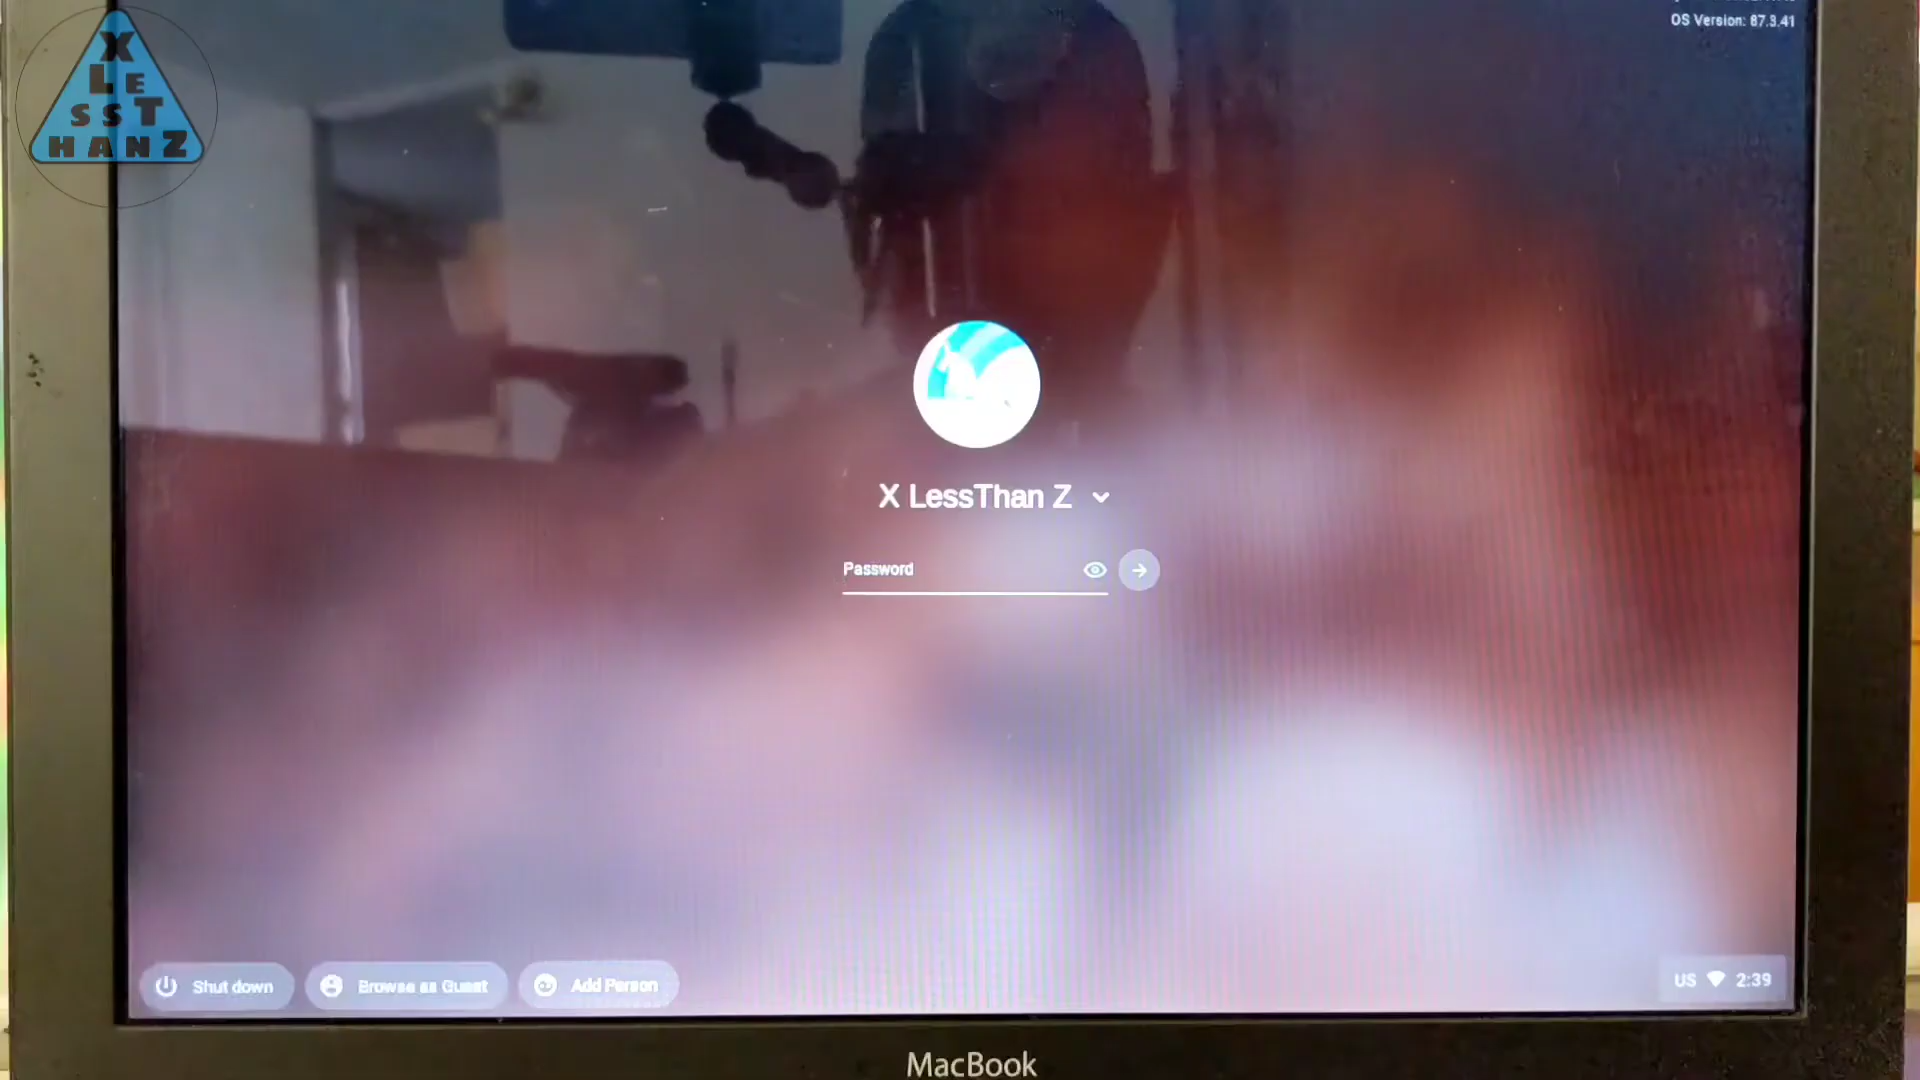 X
LE
SST
HANZ
OS Version: 87.3.41
X LessThan Z
Password
Shut down
Browse as Guest
Add Person
US 2:39
MacBook